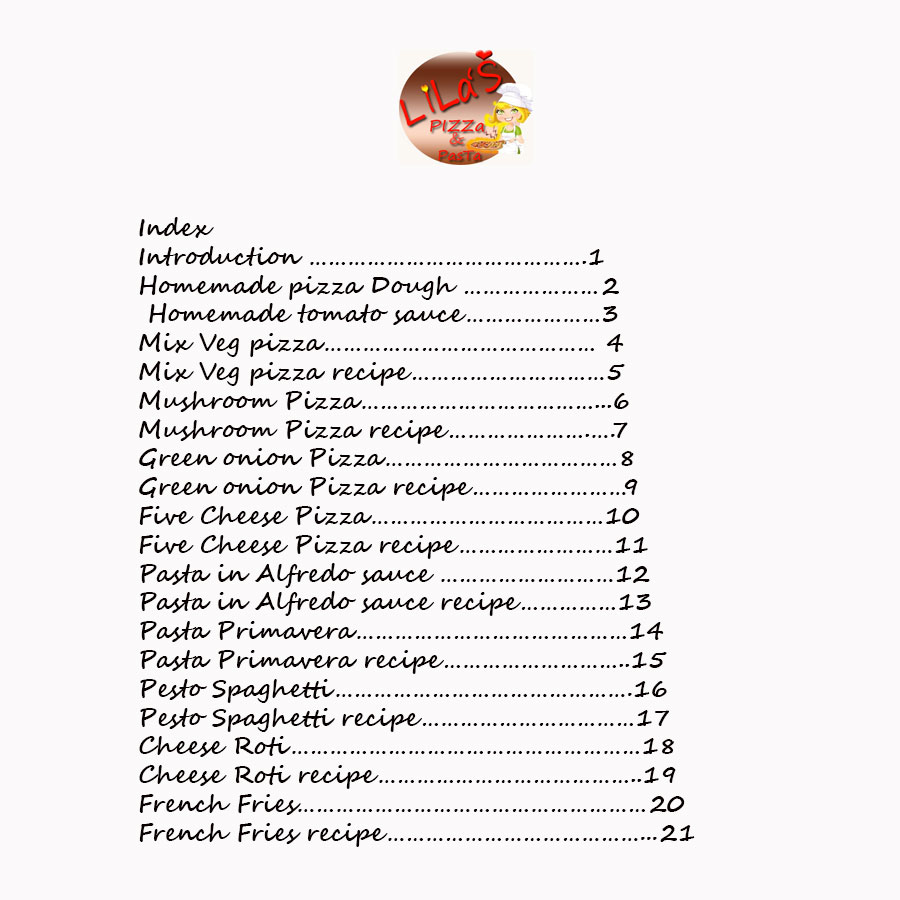 LiLa'S
PIZZa
&
PasTa
Index
Introduction …………………………………….1
Homemade pizza Dough ………………… 2
Homemade tomato sauce…………………3
Mix Veg pizza…………………………………… 4
Mix Veg pizza recipe…………………………5
Mushroom Pizza………………………………...6
Mushroom Pizza recipe………………….….7
Green onion Pizza………………………………8
Green onion Pizza recipe……………………9
Five Cheese Pizza………………………………10
Five Cheese Pizza recipe……………………11
Pasta in Alfredo sauce ………………………12
Pasta in Alfredo sauce recipe……………13
Pasta Primavera……………………………………14
Pasta Primavera recipe………………………..15
Pesto Spaghetti……………………………………….16
Pesto Spaghetti recipe……………………………17
Cheese Roti………………………………………………18
Cheese Roti recipe…………………………………..19
French Fries………………………………………………20
French Fries recipe…………………………………...21